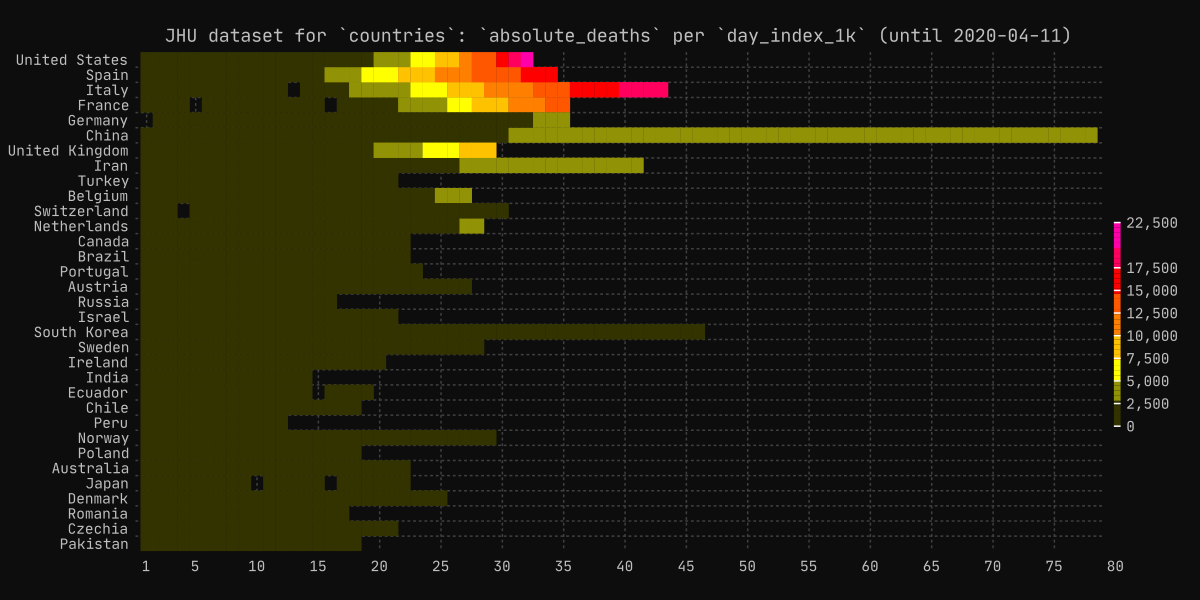 JHU dataset for `countries`: `absolute_deaths` per `day_index_1k` (until 2020-04-11)
United States
Spain
Italy
France
Germany
China
United Kingdom
Iran
Turkey
Belgium
Switzerland
Netherlands
Canada
Brazil
Portugal
Austria
Russia
Israel
South Korea
Sweden
Ireland
India
Ecuador
Chile
Peru
Norway
Poland
Australia
Japan
Denmark
Romania
Czechia
Pakistan
1 5 10 15 20 25 30 35 40 45 50 55 60 65 70 75 80
22,500
17,500
15,000
12,500
10,000
7,500
5,000
2,500
0